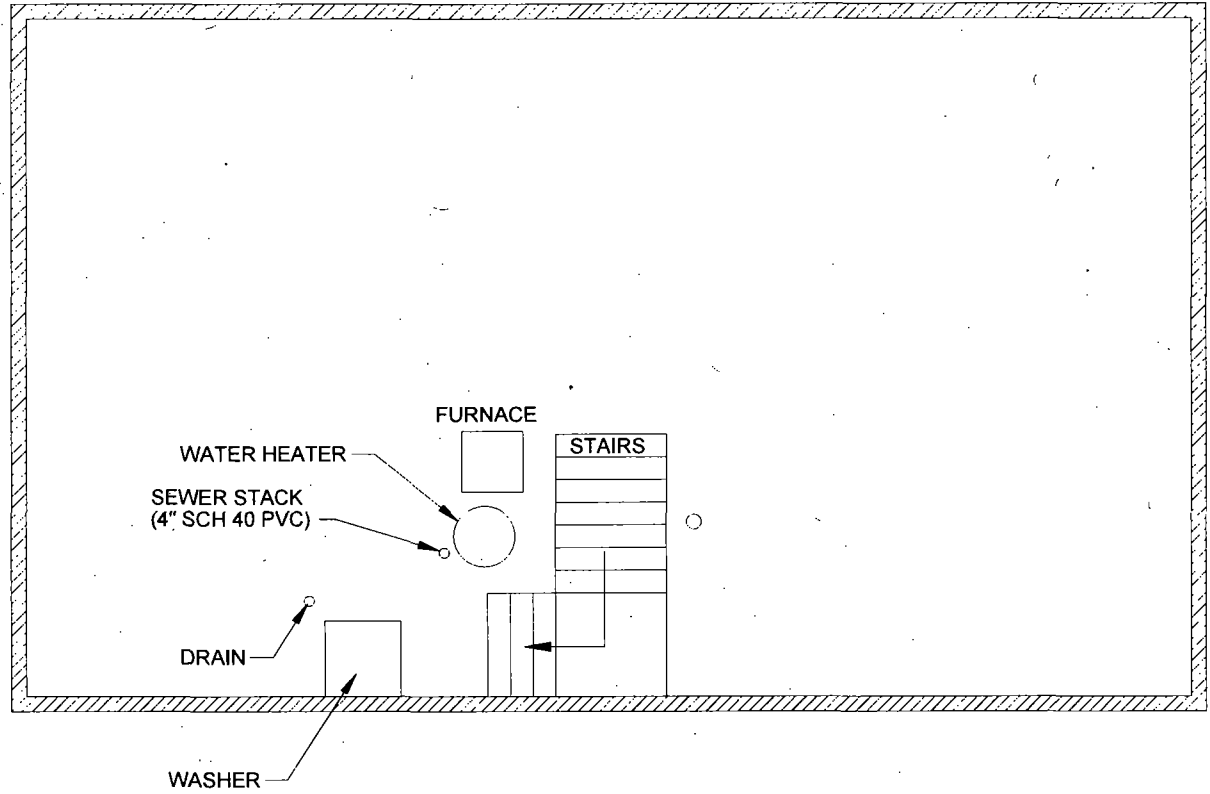 FURNACE
STAIRS
WATER HEATER
SEWER STACK
(4" SCH 40 PVC)
DRAIN
WASHER